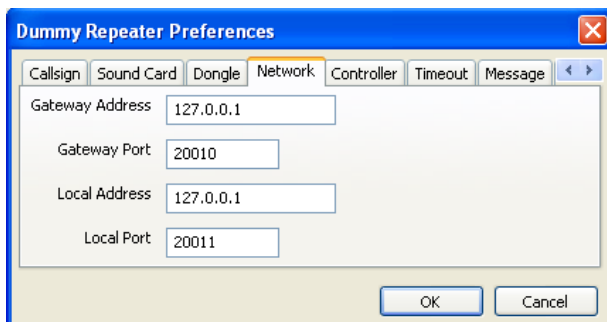 Dummy Repeater Preferences
Callsign Sound Card Dongle Network Controller Timeout Message
Gateway Address 127.0.0.1
Gateway Port 20010
Local Address 127.0.0.1
Local Port 20011
OK Cancel